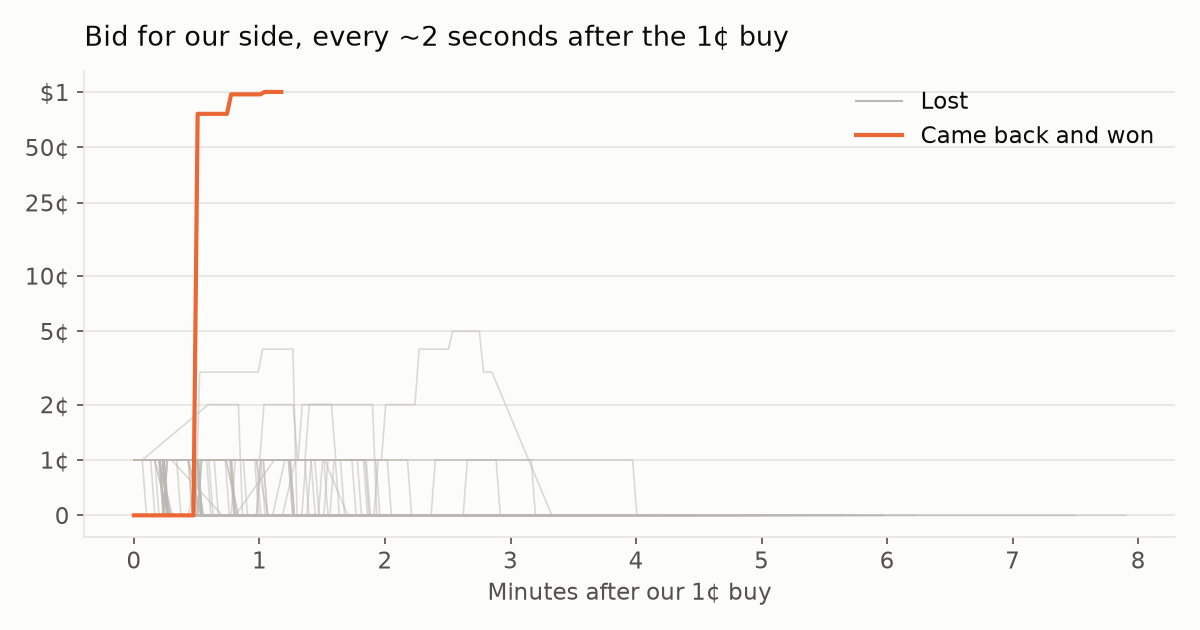 Bid for our side, every ~2 seconds after the 1¢ buy
$1
50¢
25¢
10¢
5¢
2¢
1¢
0
Lost
Came back and won
0 1 2 3 4 5 6 7 8
Minutes after our 1¢ buy